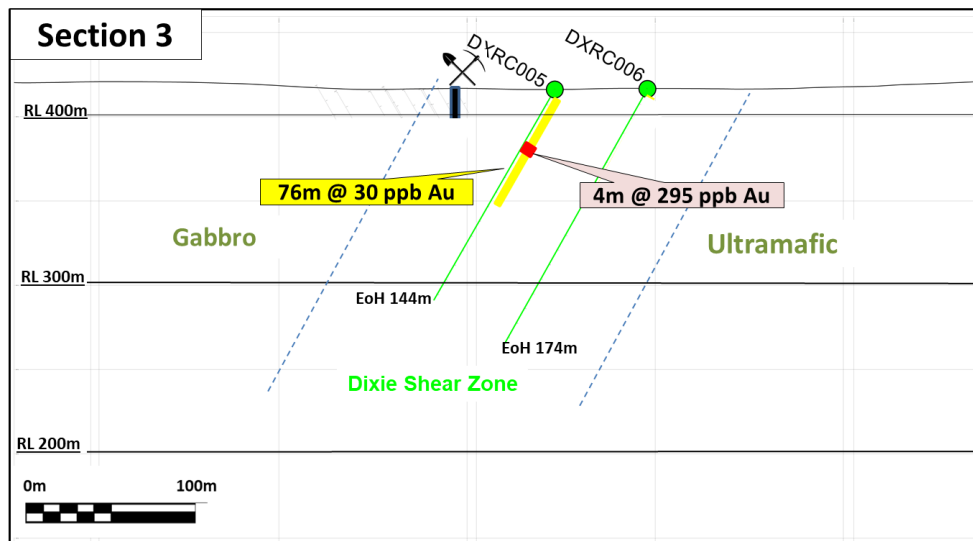 Section 3
DXRC005
DXRC006
RL 400m
76m @ 30 ppb Au
4m @ 295 ppb Au
Gabbro
Ultramafic
RL 300m
EoH 144m
EoH 174m
Dixie Shear Zone
RL 200m
0m
100m